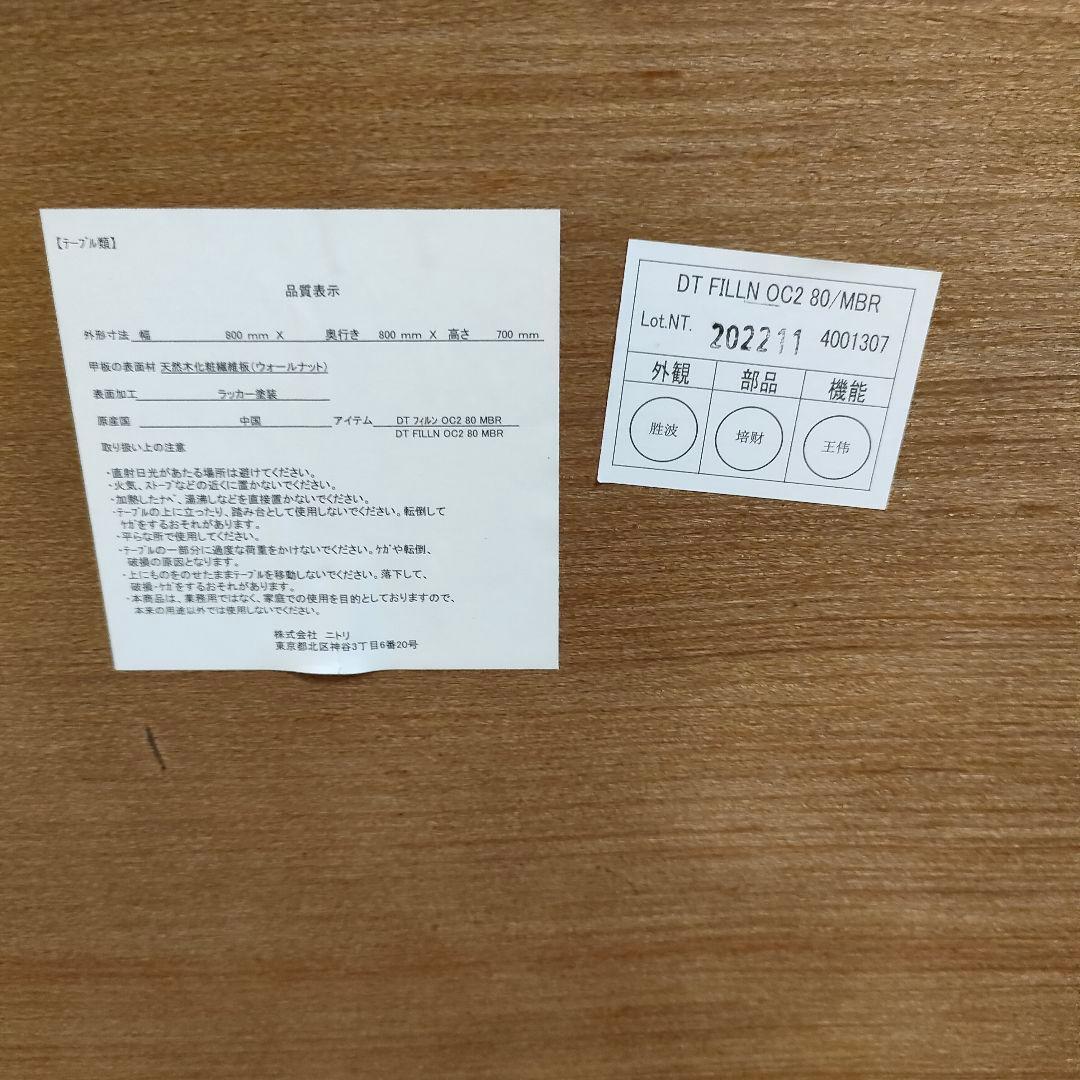 【ﾃｰﾌﾞﾙ類】
品質表示
外形寸法 幅 800 mm X 奥行き 800 mm X 高さ 700 mm
甲板の表面材 天然木化粧繊維板(ウォールナット)
表面加工 ラッカー塗装
原産国 中国 アイテム DT ﾌｨﾙﾝ OC2 80 MBR
DT FILLN OC2 80 MBR
取り扱い上の注意
・直射日光があたる場所は避けてください。
・火気、ｽﾄｰﾌﾞなどの近くに置かないでください。
・加熱したﾅﾍﾞ、湯沸しなどを直接置かないでください。
・ﾃｰﾌﾞﾙの上に立ったり、踏み台として使用しないでください。転倒して
ｹｶﾞをするおそれがあります。
・平らな所で使用してください。
・ﾃｰﾌﾞﾙの一部分に過度な荷重をかけないでください。ｹｶﾞや転倒、
破損の原因となります。
・上にものをのせたままﾃｰﾌﾞﾙを移動しないでください。落下して、
破損・ｹｶﾞをするおそれがあります。
・本商品は、業務用ではなく、家庭での使用を目的としておりますので、
本来の用途以外では使用しないでください。
株式会社 ニトリ
東京都北区神谷3丁目6番20号
DT FILLN OC2 80/MBR
Lot.NT. 202211 4001307
外観 部品 機能
胜波 培财 王伟